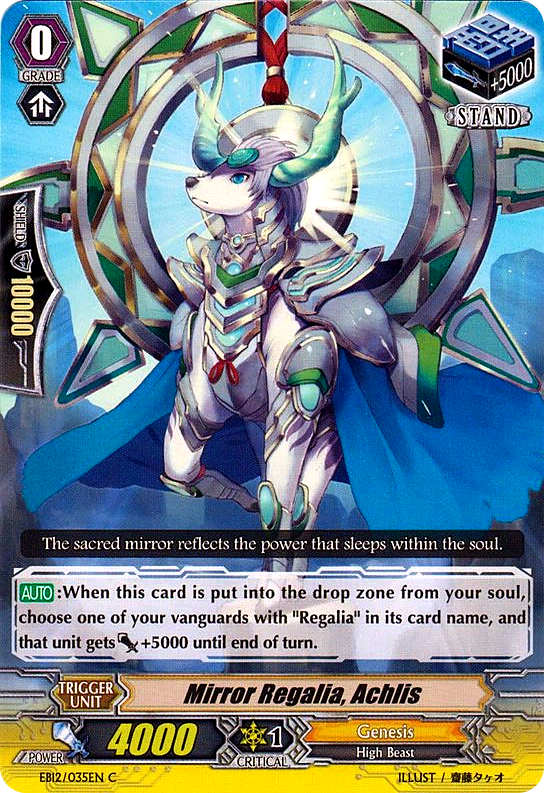 0
GRADE
+5000
STAND
SHIELD
10000
The sacred mirror reflects the power that sleeps within the soul.
AUTO:When this card is put into the drop zone from your soul,
choose one of your vanguards with "Regalia" in its card name, and
that unit gets +5000 until end of turn.
TRIGGER
UNIT
Mirror Regalia, Achlis
POWER
4000
1
CRITICAL
Genesis
High Beast
EB12/035EN C
ILLUST / 齋藤タヶオ